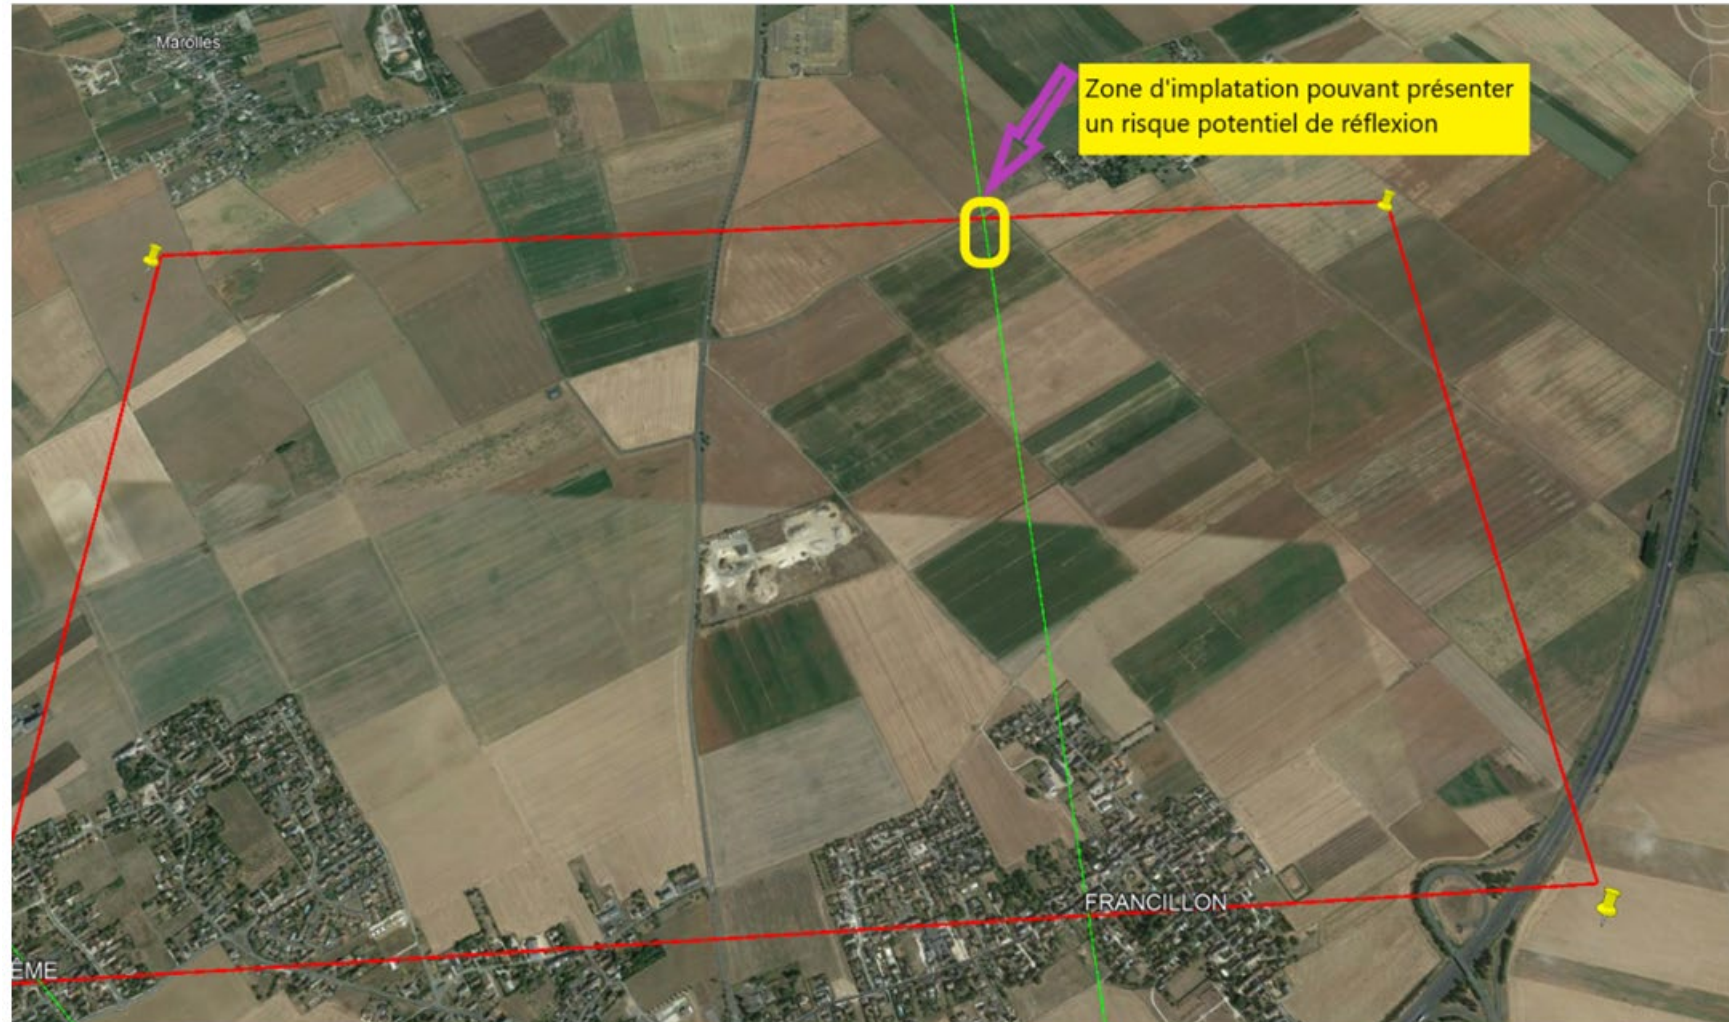 Marolles
Zone d'implatation pouvant présenter
un risque potentiel de réflexion
FRANCILLON
ÈME